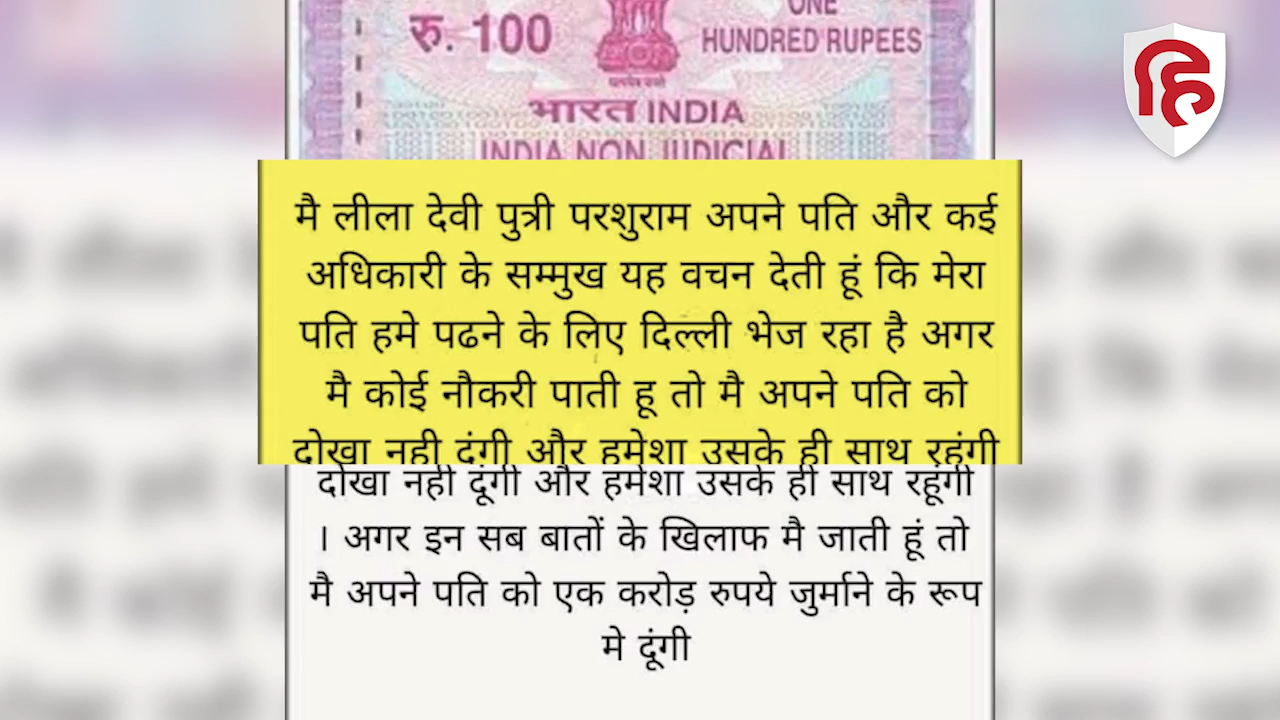 रु. 100
ONE
HUNDRED RUPEES
भारत INDIA
INDIA NON JUDICIAL
मै लीला देवी पुत्री परशुराम अपने पति और कई
अधिकारी के सम्मुख यह वचन देती हूं कि मेरा
पति हमे पढने के लिए दिल्ली भेज रहा है अगर
मै कोई नौकरी पाती हू तो मै अपने पति को
दोखा नही दूंगी और हमेशा उसके ही साथ रहूंगी
दोखा नही दूंगी और हमेशा उसके ही साथ रहूंगी
। अगर इन सब बातों के खिलाफ मै जाती हूं तो
मै अपने पति को एक करोड़ रुपये जुर्माने के रूप
मे दूंगी
हि